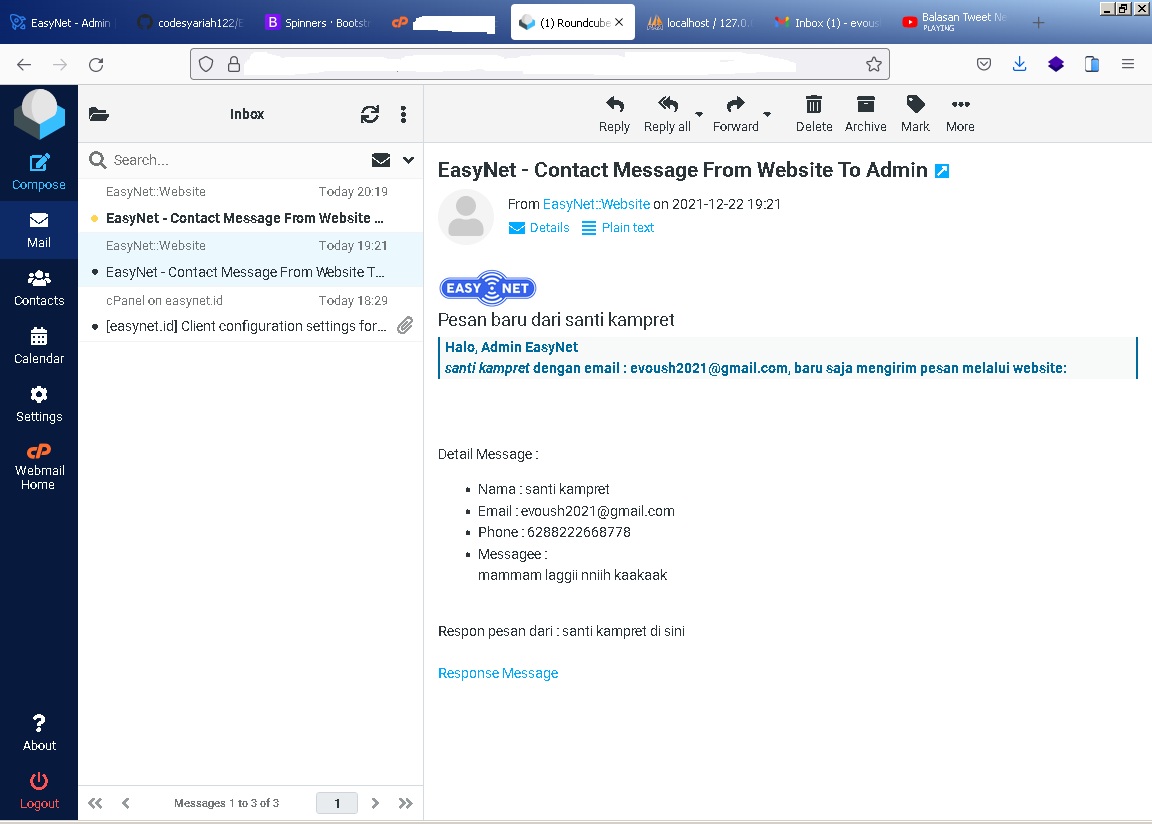 EasyNet - Admin
codesyariah122/E
Spinners · Bootst
cP
(1) Roundcube
localhost / 127.0.
Inbox (1) - evous
Balasan Tweet Ne
PLAYING
Inbox
Reply
Reply all
Forward
Delete
Archive
Mark
More
Compose
Mail
Contacts
Calendar
Settings
cP
Webmail
Home
About
Logout
Search...
EasyNet::Website Today 20:19
EasyNet - Contact Message From Website ...
EasyNet::Website Today 19:21
EasyNet - Contact Message From Website T...
cPanel on easynet.id Today 18:29
[easynet.id] Client configuration settings for...
Messages 1 to 3 of 3
1
EasyNet - Contact Message From Website To Admin
From EasyNet::Website on 2021-12-22 19:21
Details
Plain text
EASY NET
Pesan baru dari santi kampret
Halo, Admin EasyNet
santi kampret dengan email : evoush2021@gmail.com, baru saja mengirim pesan melalui website:
Detail Message :
• Nama : santi kampret
• Email : evoush2021@gmail.com
• Phone : 6288222668778
• Messagee :
mammam laggii nniih kaakaak
Respon pesan dari : santi kampret di sini
Response Message